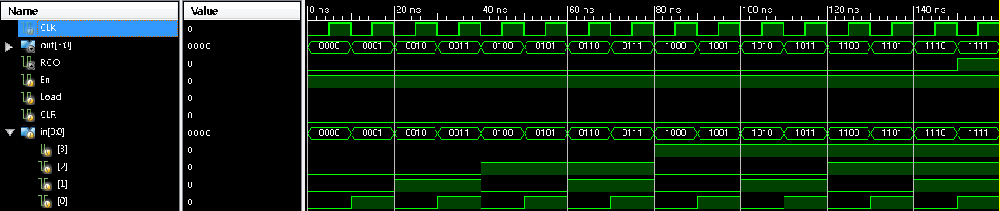 Name Value 0 ns 20 ns 40 ns 60 ns 80 ns 100 ns 120 ns 140 ns
CLK 0
out[3:0] 0000 0000 0001 0010 0011 0100 0101 0110 0111 1000 1001 1010 1011 1100 1101 1110 1111
RCO 0
En 0
Load 0
CLR 0
in[3:0] 0000 0000 0001 0010 0011 0100 0101 0110 0111 1000 1001 1010 1011 1100 1101 1110 1111
[3] 0
[2] 0
[1] 0
[0] 0